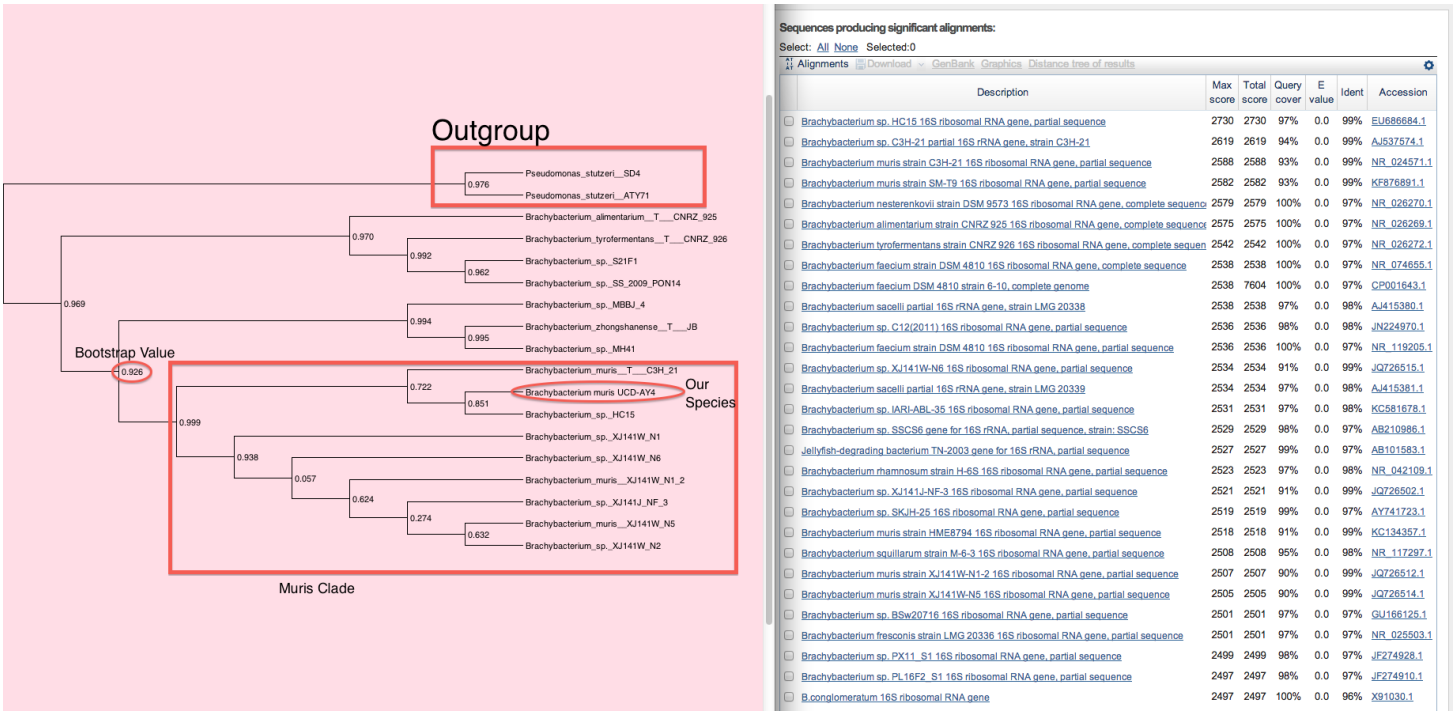 Outgroup
Pseudomonas_stutzeri__SD4
0.976
Pseudomonas_stutzeri__ATY71
Brachybacterium_alimentarium__T___CNRZ_925
0.970
Brachybacterium_tyrofermentans__T___CNRZ_926
0.992
Brachybacterium_sp._S21F1
0.962
Brachybacterium_sp._SS_2009_PON14
0.969
Brachybacterium_sp._MBBJ_4
0.994
Brachybacterium_zhongshanense__T___JB
0.995
Brachybacterium_sp._MH41
Bootstrap Value
0.926
Brachybacterium_muris__T___C3H_21
0.722
Brachybacterium muris UCD-AY4
Our Species
0.851
Brachybacterium_sp._HC15
0.999
Brachybacterium_sp._XJ141W_N1
0.938
Brachybacterium_sp._XJ141W_N6
0.057
Brachybacterium_muris__XJ141W_N1_2
0.624
Brachybacterium_sp._XJ141J_NF_3
0.274
Brachybacterium_muris__XJ141W_N5
0.632
Brachybacterium_sp._XJ141W_N2
Muris Clade
Sequences producing significant alignments:
Select: All None Selected:0
Alignments Download GenBank Graphics Distance tree of results
Description Max score Total score Query cover E value Ident Accession
Brachybacterium sp. HC15 16S ribosomal RNA gene, partial sequence 2730 2730 97% 0.0 99% EU686684.1
Brachybacterium sp. C3H-21 partial 16S rRNA gene, strain C3H-21 2619 2619 94% 0.0 99% AJ537574.1
Brachybacterium muris strain C3H-21 16S ribosomal RNA gene, partial sequence 2588 2588 93% 0.0 99% NR_024571.1
Brachybacterium muris strain SM-T9 16S ribosomal RNA gene, partial sequence 2582 2582 93% 0.0 99% KF876891.1
Brachybacterium nesterenkovii strain DSM 9573 16S ribosomal RNA gene, complete sequenc 2579 2579 100% 0.0 97% NR_026270.1
Brachybacterium alimentarium strain CNRZ 925 16S ribosomal RNA gene, complete sequence 2575 2575 100% 0.0 97% NR_026269.1
Brachybacterium tyrofermentans strain CNRZ 926 16S ribosomal RNA gene, complete sequen 2542 2542 100% 0.0 97% NR_026272.1
Brachybacterium faecium strain DSM 4810 16S ribosomal RNA gene, complete sequence 2538 2538 100% 0.0 97% NR_074655.1
Brachybacterium faecium DSM 4810 strain 6-10, complete genome 2538 7604 100% 0.0 97% CP001643.1
Brachybacterium sacelli partial 16S rRNA gene, strain LMG 20338 2538 2538 97% 0.0 98% AJ415380.1
Brachybacterium sp. C12(2011) 16S ribosomal RNA gene, partial sequence 2536 2536 98% 0.0 98% JN224970.1
Brachybacterium faecium strain DSM 4810 16S ribosomal RNA gene, partial sequence 2536 2536 100% 0.0 97% NR_119205.1
Brachybacterium sp. XJ141W-N6 16S ribosomal RNA gene, partial sequence 2534 2534 91% 0.0 99% JQ726515.1
Brachybacterium sacelli partial 16S rRNA gene, strain LMG 20339 2534 2534 97% 0.0 98% AJ415381.1
Brachybacterium sp. IARI-ABL-35 16S ribosomal RNA gene, partial sequence 2531 2531 97% 0.0 98% KC581678.1
Brachybacterium sp. SSCS6 gene for 16S rRNA, partial sequence, strain: SSCS6 2529 2529 98% 0.0 97% AB210986.1
Jellyfish-degrading bacterium TN-2003 gene for 16S rRNA, partial sequence 2527 2527 99% 0.0 97% AB101583.1
Brachybacterium rhamnosum strain H-6S 16S ribosomal RNA gene, partial sequence 2523 2523 97% 0.0 98% NR_042109.1
Brachybacterium sp. XJ141J-NF-3 16S ribosomal RNA gene, partial sequence 2521 2521 91% 0.0 99% JQ726502.1
Brachybacterium sp. SKJH-25 16S ribosomal RNA gene, partial sequence 2519 2519 99% 0.0 97% AY741723.1
Brachybacterium muris strain HME8794 16S ribosomal RNA gene, partial sequence 2518 2518 91% 0.0 99% KC134357.1
Brachybacterium squillarum strain M-6-3 16S ribosomal RNA gene, partial sequence 2508 2508 95% 0.0 98% NR_117297.1
Brachybacterium muris strain XJ141W-N1-2 16S ribosomal RNA gene, partial sequence 2507 2507 90% 0.0 99% JQ726512.1
Brachybacterium muris strain XJ141W-N5 16S ribosomal RNA gene, partial sequence 2505 2505 90% 0.0 99% JQ726514.1
Brachybacterium sp. BSw20716 16S ribosomal RNA gene, partial sequence 2501 2501 97% 0.0 97% GU166125.1
Brachybacterium fresconis strain LMG 20336 16S ribosomal RNA gene, partial sequence 2501 2501 97% 0.0 97% NR_025503.1
Brachybacterium sp. PX11_S1 16S ribosomal RNA gene, partial sequence 2499 2499 98% 0.0 97% JF274928.1
Brachybacterium sp. PL16F2_S1 16S ribosomal RNA gene, partial sequence 2497 2497 98% 0.0 97% JF274910.1
B.conglomeratum 16S ribosomal RNA gene 2497 2497 100% 0.0 96% X91030.1